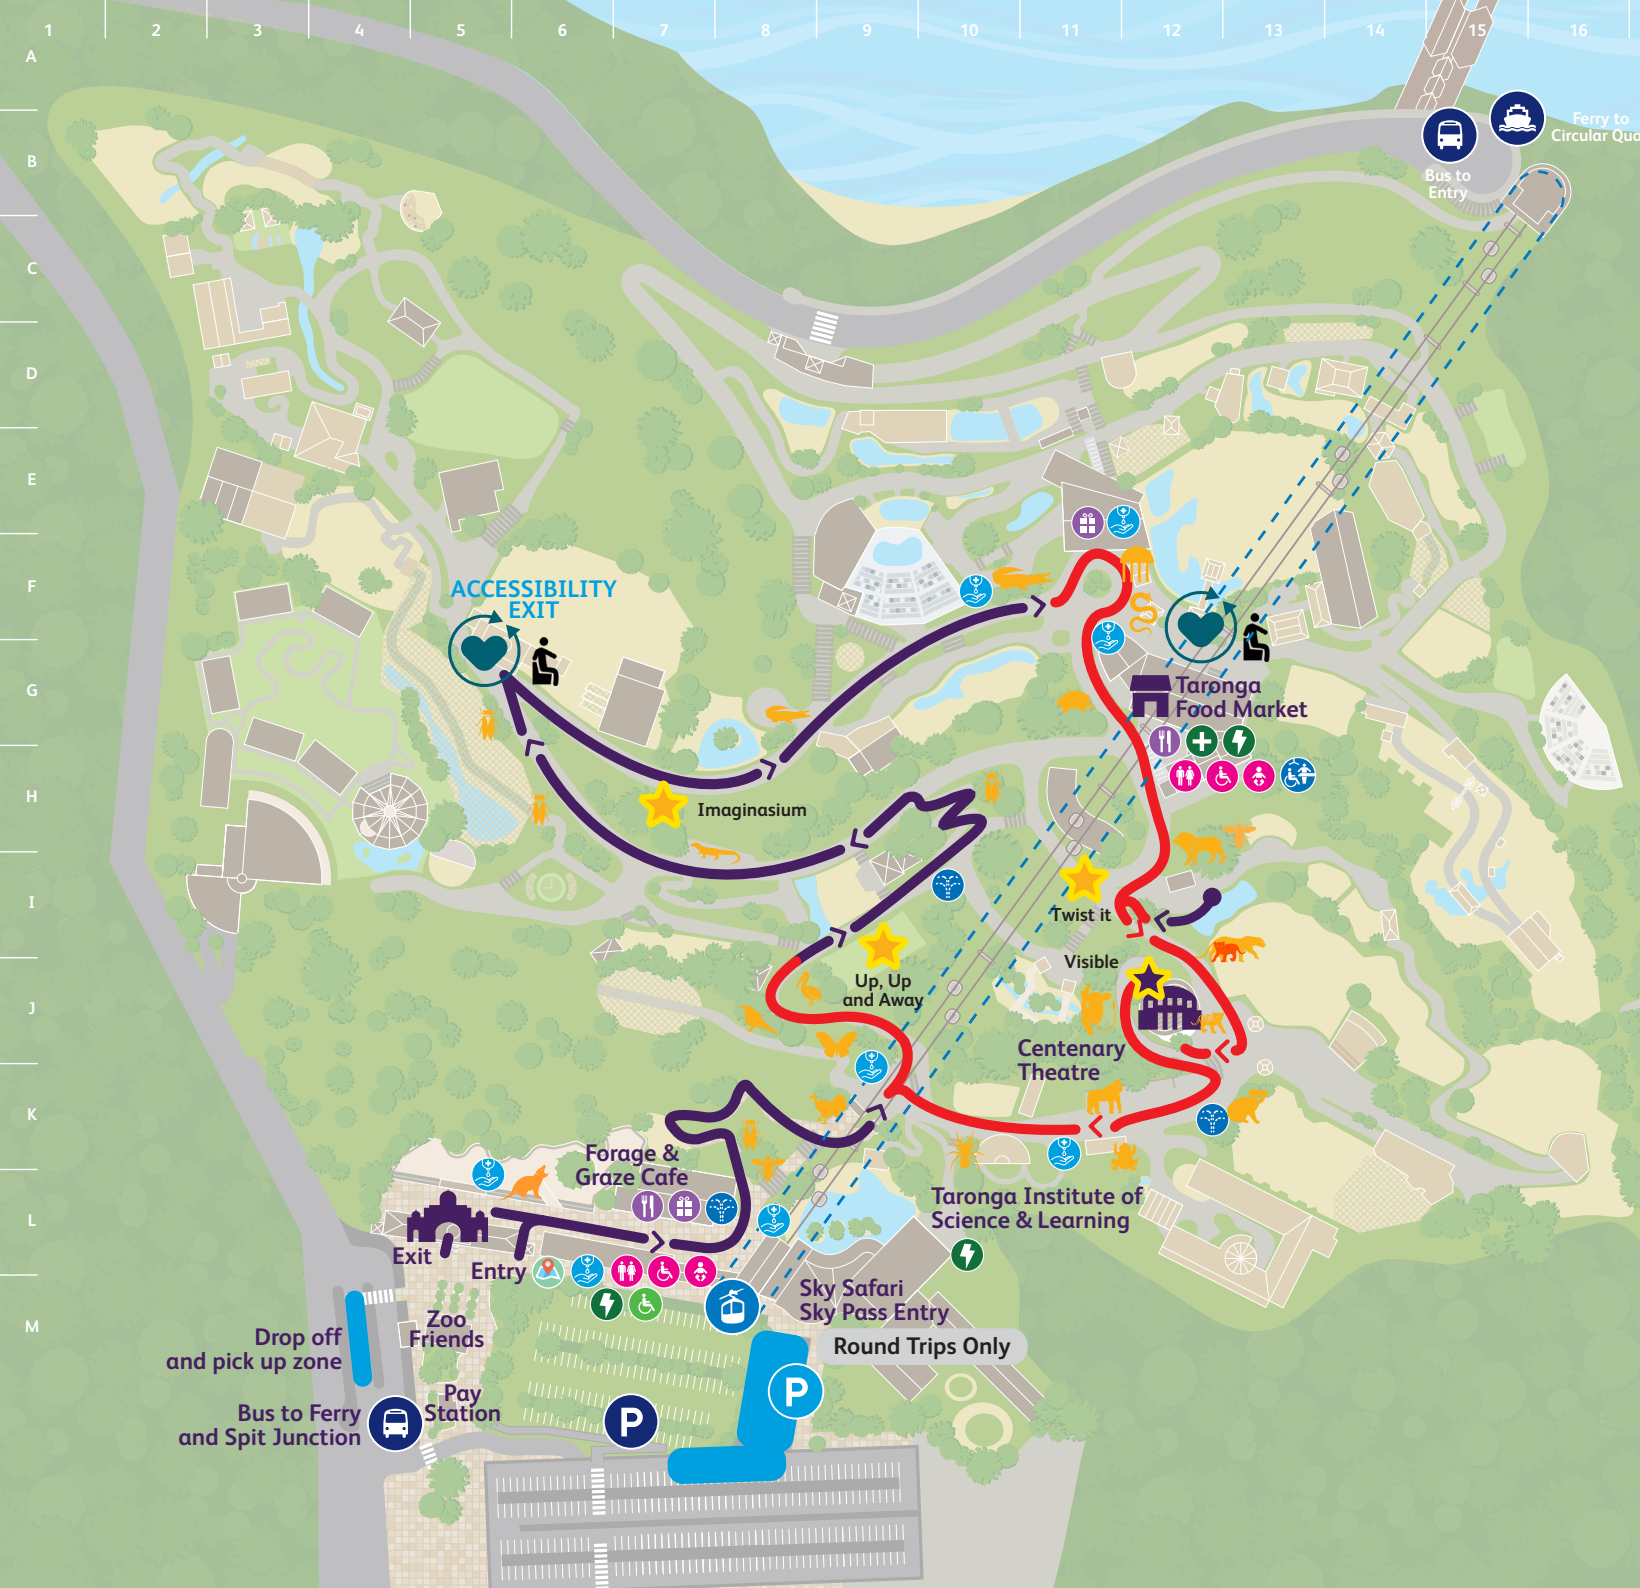 1 2 3 4 5 6 7 8 9 10 11 12 13 14 15 16
A
B
C
D
E
F
G
H
I
J
K
L
M
Ferry to
Circular Qua
Bus to
Entry
ACCESSIBILITY
EXIT
Taronga
Food Market
Imaginasium
Twist it
Visible
Up, Up
and Away
Centenary
Theatre
Forage &
Graze Cafe
Taronga Institute of
Science & Learning
Exit
Entry
Sky Safari
Sky Pass Entry
Round Trips Only
Zoo
Friends
Drop off
and pick up zone
Pay
Station
Bus to Ferry
and Spit Junction
P
P